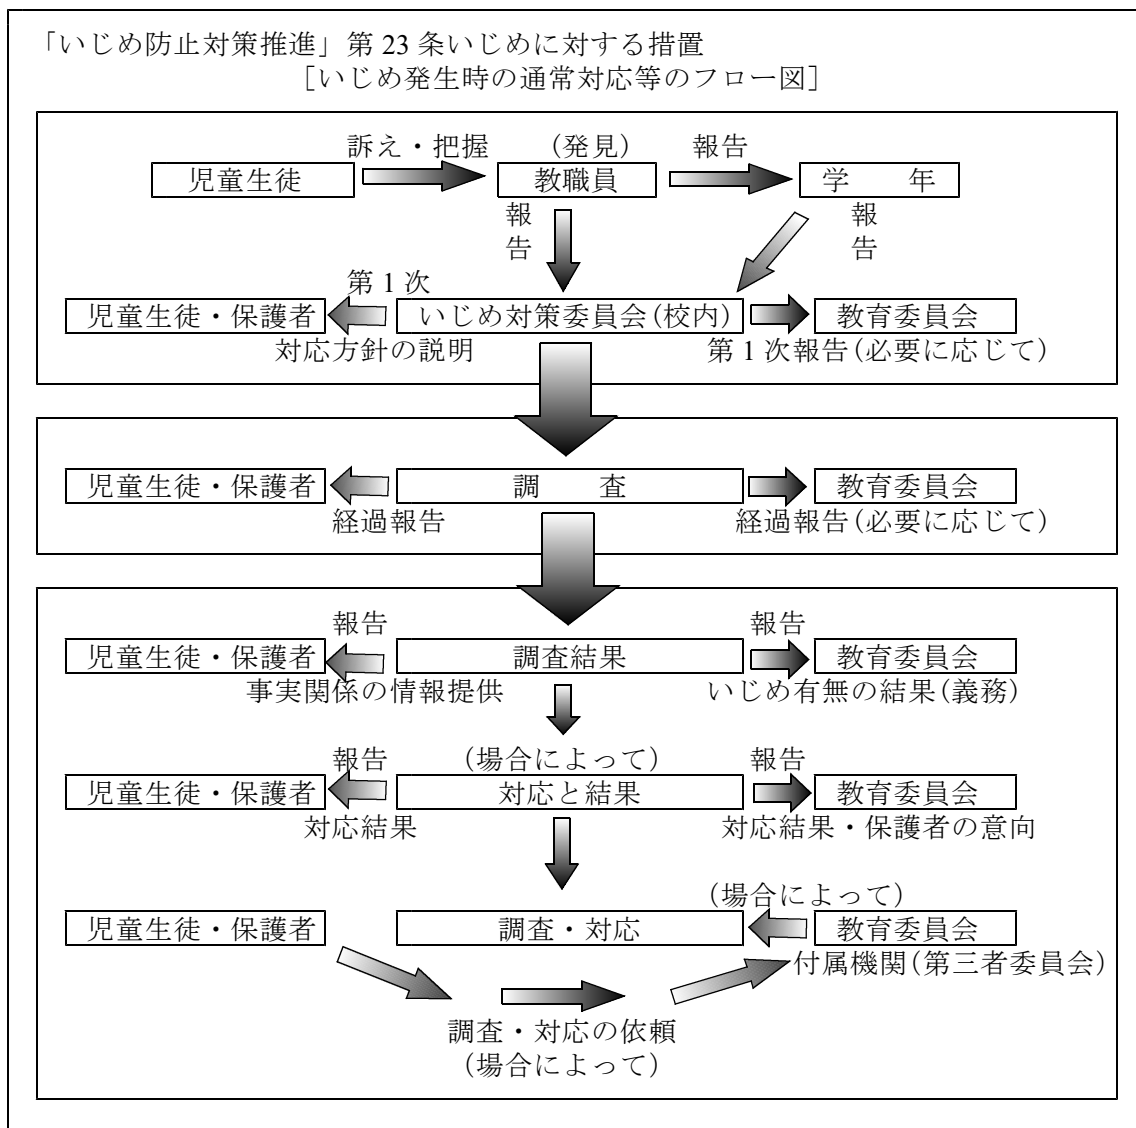 「いじめ防止対策推進」第23条いじめに対する措置
［いじめ発生時の通常対応等のフロー図］
訴え・把握 (発見) 報告
児童生徒 教職員 学 年
報告 報告
第1次
児童生徒・保護者 いじめ対策委員会(校内) 教育委員会
対応方針の説明 第1次報告(必要に応じて)
児童生徒・保護者 調 査 教育委員会
経過報告 経過報告(必要に応じて)
報告 報告
児童生徒・保護者 調査結果 教育委員会
事実関係の情報提供 いじめ有無の結果(義務)
報告 (場合によって) 報告
児童生徒・保護者 対応と結果 教育委員会
対応結果 対応結果・保護者の意向
(場合によって)
児童生徒・保護者 調査・対応 教育委員会
付属機関(第三者委員会)
調査・対応の依頼
(場合によって)